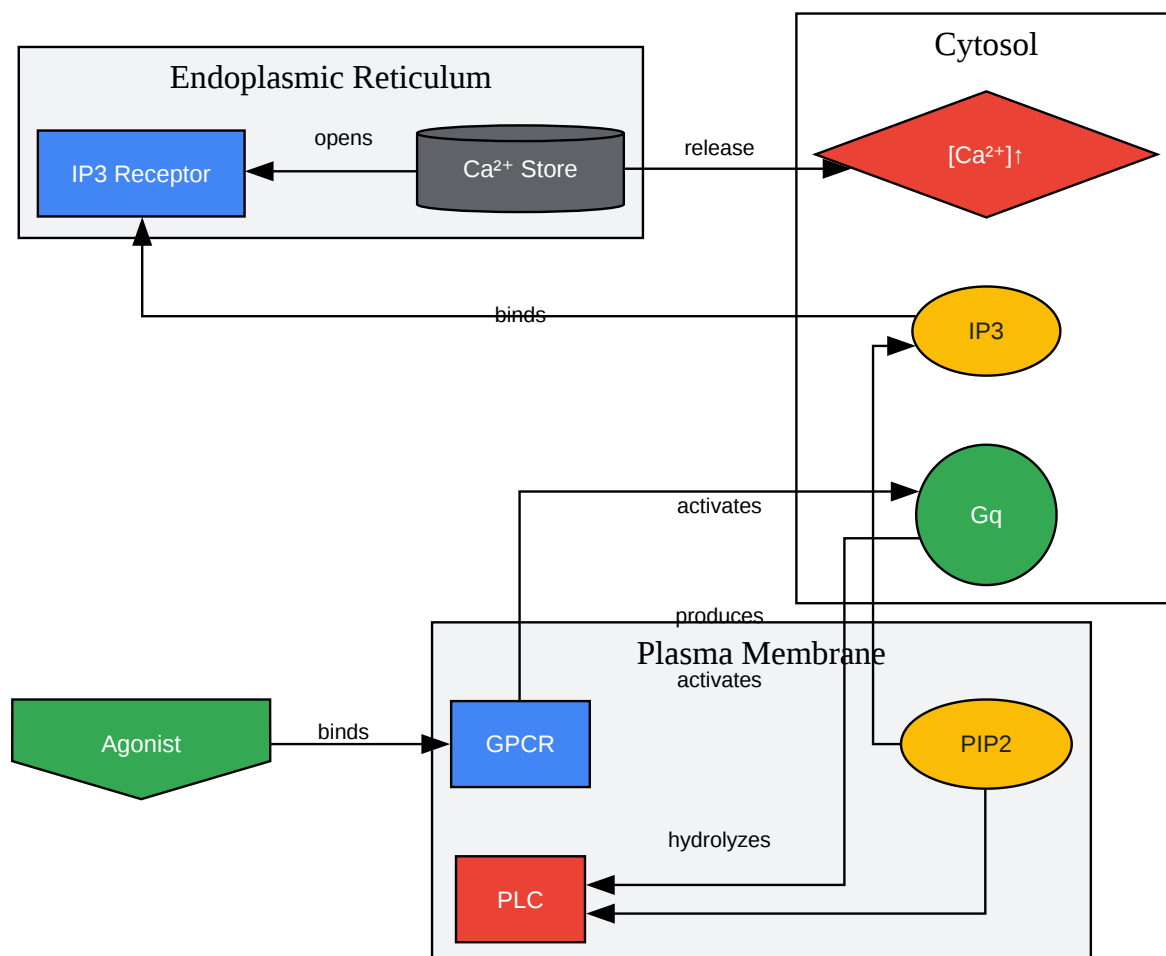 Cytosol
Endoplasmic Reticulum
opens
release
IP3 Receptor
Ca²⁺ Store
[Ca²⁺]↑
binds
IP3
activates
Gq
produces
Plasma Membrane
activates
binds
Agonist
GPCR
PIP2
hydrolyzes
PLC